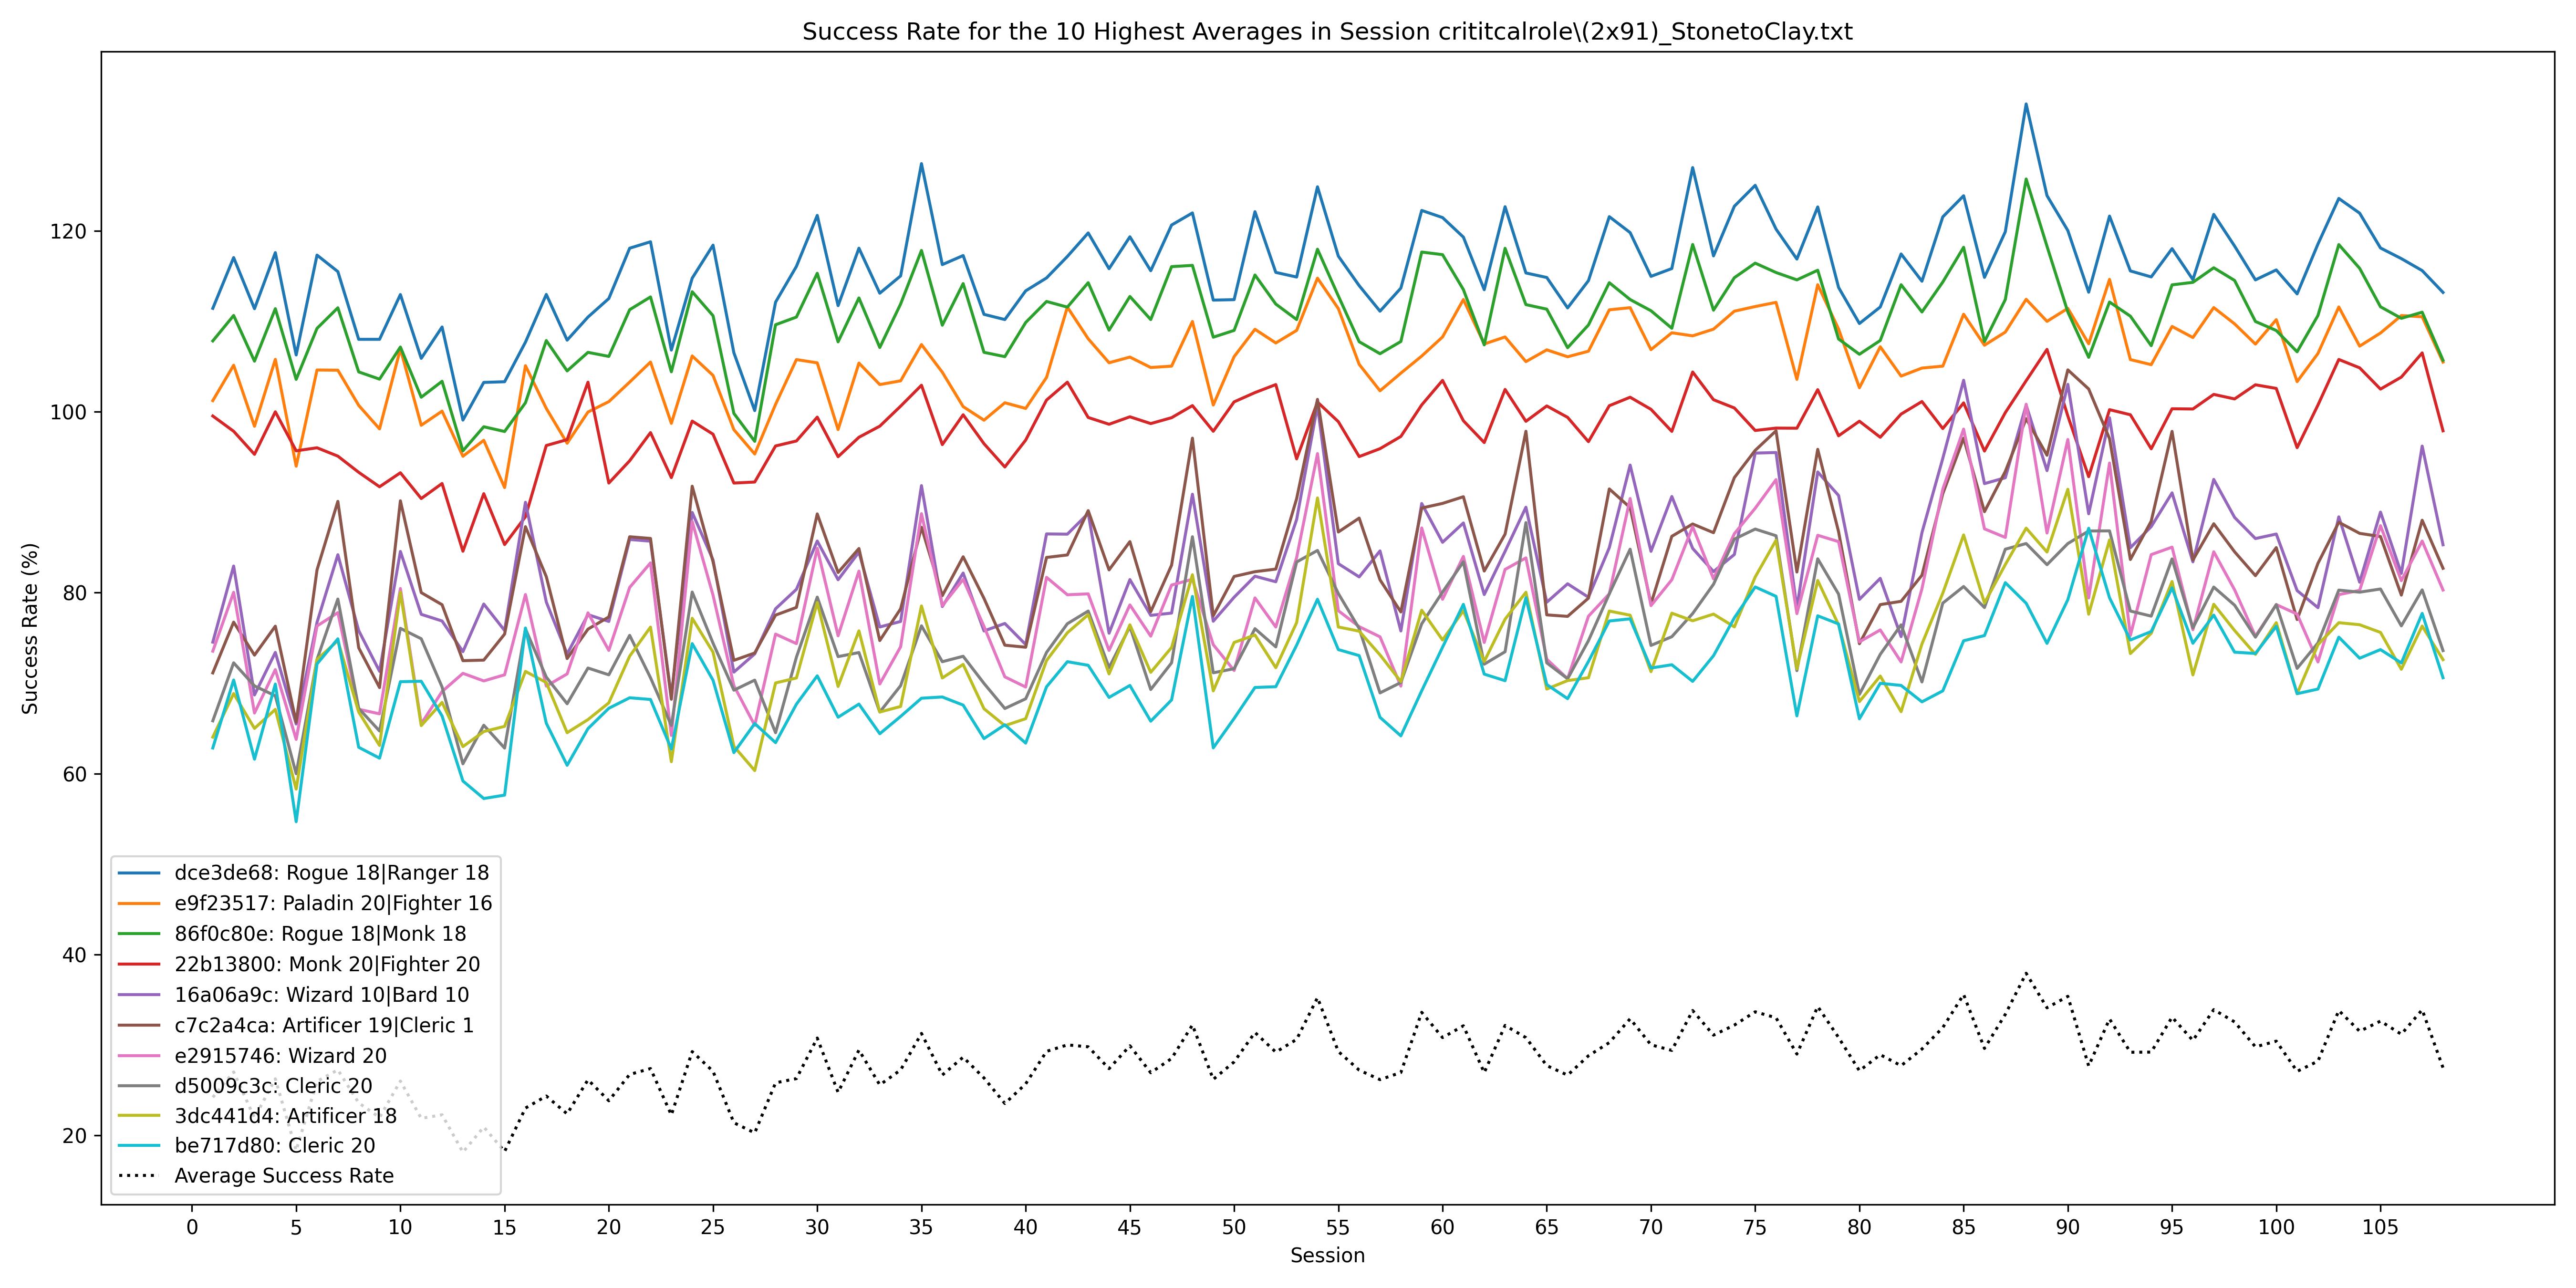 Success Rate for the 10 Highest Averages in Session crititcalrole\(2x91)_StonetoClay.txt
120
100
80
60
40
20
Success Rate (%)
dce3de68: Rogue 18|Ranger 18
e9f23517: Paladin 20|Fighter 16
86f0c80e: Rogue 18|Monk 18
22b13800: Monk 20|Fighter 20
16a06a9c: Wizard 10|Bard 10
c7c2a4ca: Artificer 19|Cleric 1
e2915746: Wizard 20
d5009c3c: Cleric 20
3dc441d4: Artificer 18
be717d80: Cleric 20
Average Success Rate
0 5 10 15 20 25 30 35 40 45 50 55 60 65 70 75 80 85 90 95 100 105
Session